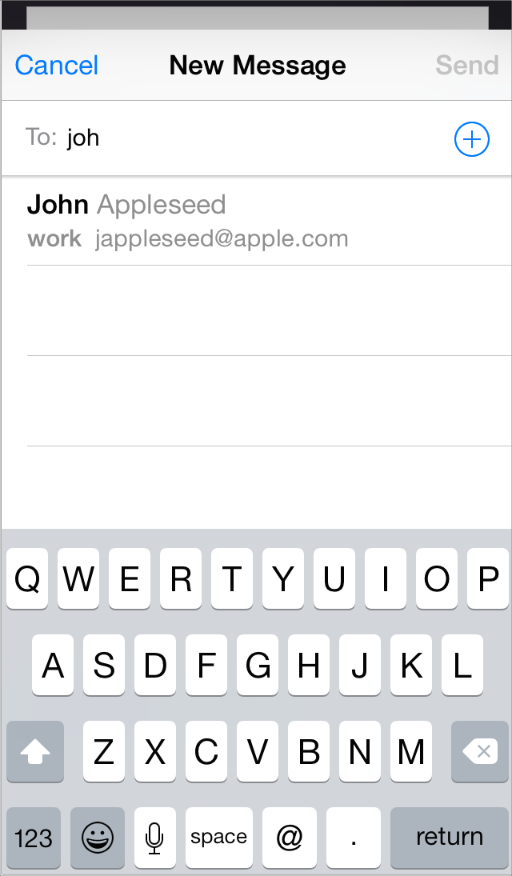 Cancel New Message Send
To: joh
John Appleseed
work jappleseed@apple.com
Q W E R T Y U I O P
A S D F G H J K L
Z X C V B N M
123 space @ . return